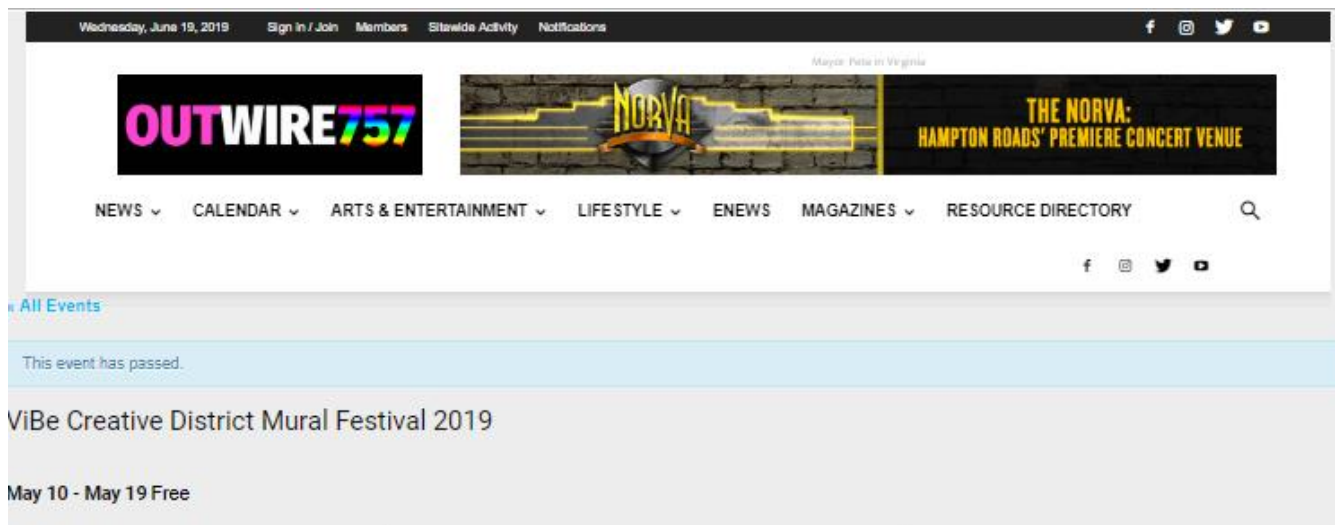 Wednesday, June 19, 2019 Sign in / Join Members Sitewide Activity Notifications
Mayor Pete in Virginia
OUTWIRE757
NORVA
THE NORVA:
HAMPTON ROADS' PREMIERE CONCERT VENUE
NEWS CALENDAR ARTS & ENTERTAINMENT LIFESTYLE ENEWS MAGAZINES RESOURCE DIRECTORY
« All Events
This event has passed.
ViBe Creative District Mural Festival 2019
May 10 - May 19 Free